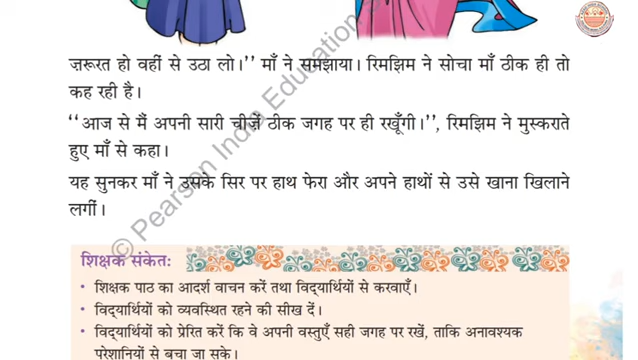 ज़रूरत हो वहीं से उठा लो।" माँ ने समझाया। रिमझिम ने सोचा माँ ठीक ही तो
कह रही है।
"आज से मैं अपनी सारी चीज़ें ठीक जगह पर ही रखूँगी।", रिमझिम ने मुस्कराते
हुए माँ से कहा।
यह सुनकर माँ ने उसके सिर पर हाथ फेरा और अपने हाथों से उसे खाना खिलाने
लगीं।
© Pearson India Education
शिक्षक संकेतः
• शिक्षक पाठ का आदर्श वाचन करें तथा विद्‌यार्थियों से करवाएँ।
• विद्‌यार्थियों को व्यवस्थित रहने की सीख दें।
• विद्‌यार्थियों को प्रेरित करें कि वे अपनी वस्तुएँ सही जगह पर रखें, ताकि अनावश्यक
परेशानियों से बचा जा सके।